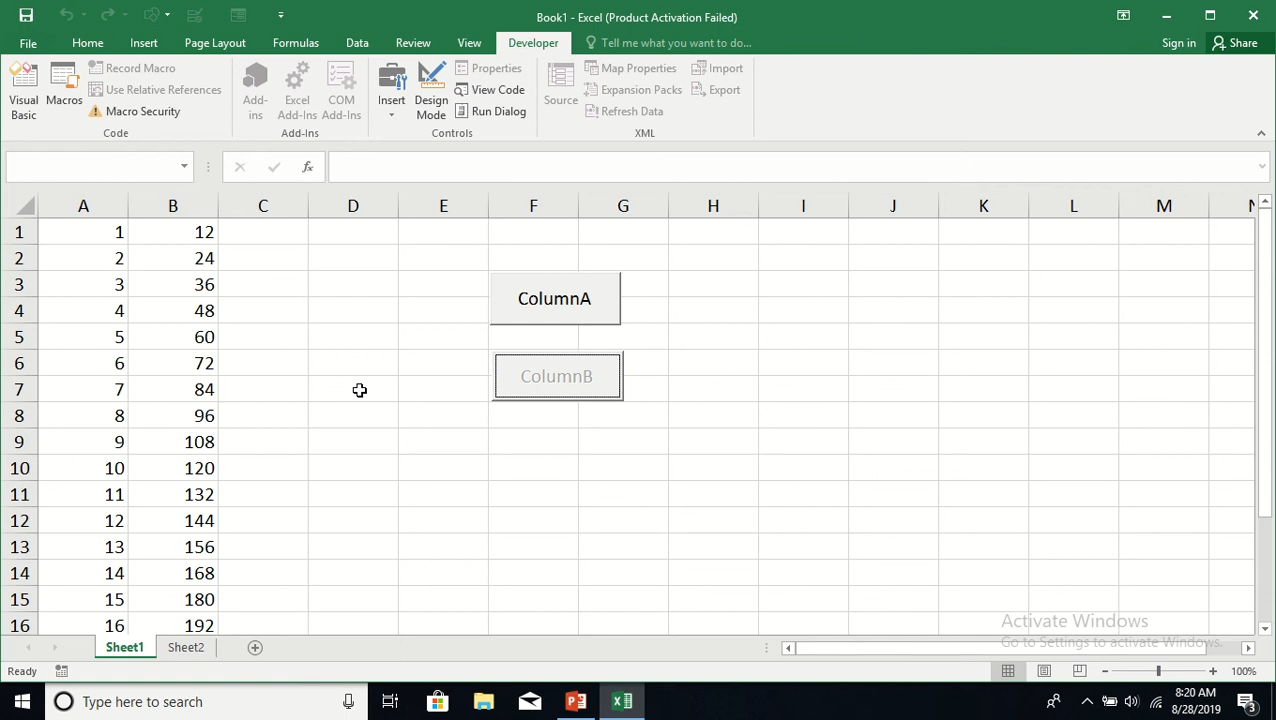 Book1 - Excel (Product Activation Failed)
File Home Insert Page Layout Formulas Data Review View Developer Tell me what you want to do... Sign in Share
Visual Basic
Macros
Record Macro
Use Relative References
Macro Security
Code
Add-ins
Excel Add-Ins
COM Add-Ins
Add-Ins
Insert
Design Mode
Properties
View Code
Run Dialog
Controls
Source
Map Properties
Expansion Packs
Refresh Data
Import
Export
XML
fx
A B C D E F G H I J K L M N
1 1 12
2 2 24
3 3 36
4 4 48
5 5 60
6 6 72
7 7 84
8 8 96
9 9 108
10 10 120
11 11 132
12 12 144
13 13 156
14 14 168
15 15 180
16 16 192
ColumnA
ColumnB
Activate Windows
Go to Settings to activate Windows.
Sheet1 Sheet2
Ready
100%
Type here to search
8:20 AM
8/28/2019
3